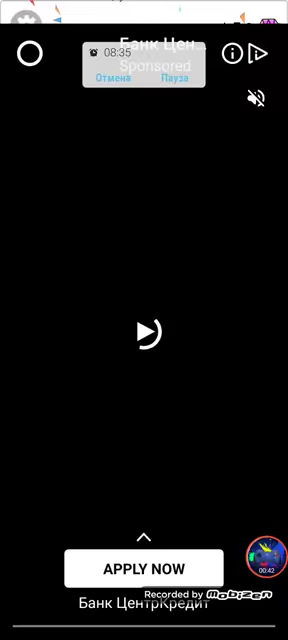 Банк Цен...
08:35
Sponsored
Отмена Пауза
00:42
APPLY NOW
Recorded by mobizen
Банк ЦентрКредит